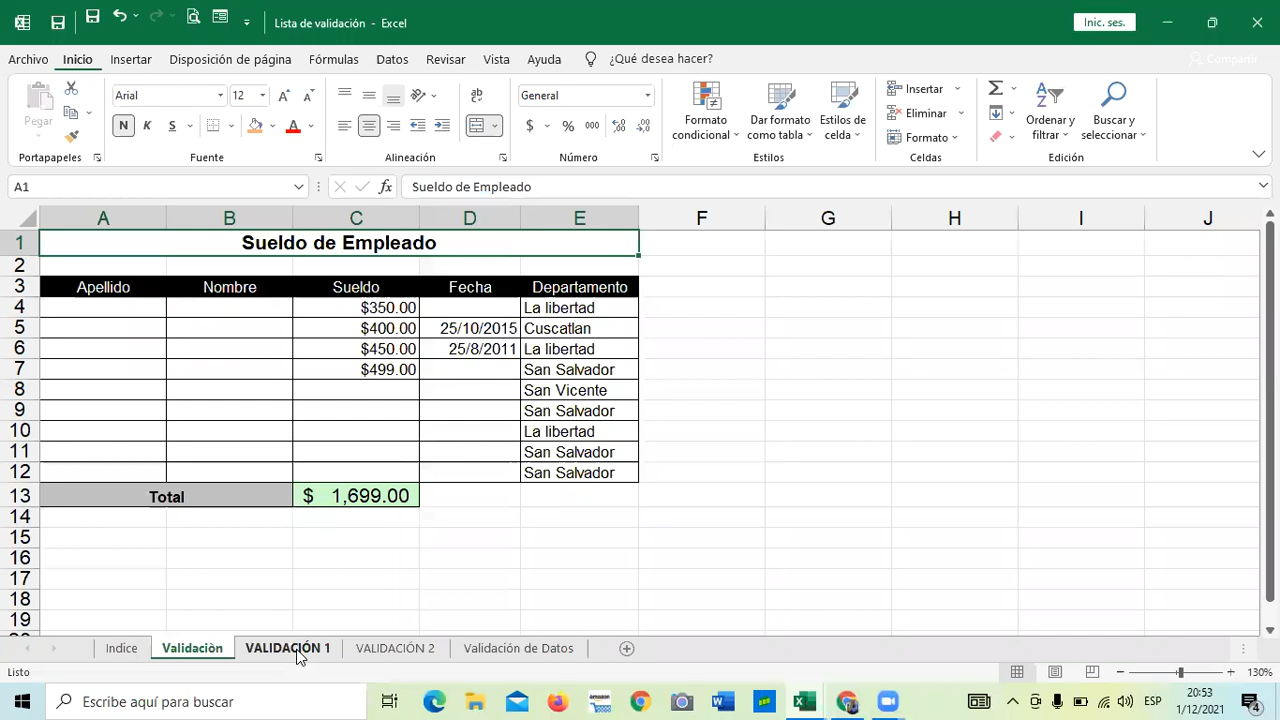 Lista de validación - Excel
Inic. ses.
Archivo Inicio Insertar Disposición de página Fórmulas Datos Revisar Vista Ayuda ¿Qué desea hacer? Compartir
Pegar
Portapapeles
Arial 12
N K S
Fuente
ab
Alineación
General
$ % 000
Número
Formato condicional
Dar formato como tabla
Estilos de celda
Estilos
Insertar
Eliminar
Formato
Celdas
Ordenar y filtrar
Buscar y seleccionar
Edición
A1 fx Sueldo de Empleado
A B C D E F G H I J
1 Sueldo de Empleado
2
3 Apellido Nombre Sueldo Fecha Departamento
4 $350.00 La libertad
5 $400.00 25/10/2015 Cuscatlan
6 $450.00 25/8/2011 La libertad
7 $499.00 San Salvador
8 San Vicente
9 San Salvador
10 La libertad
11 San Salvador
12 San Salvador
13 Total $ 1,699.00
14
15
16
17
18
19
Indice Validaciòn VALIDACIÓN 1 VALIDACIÓN 2 Validación de Datos
Listo 130%
Escribe aquí para buscar
ESP
20:53
1/12/2021
4